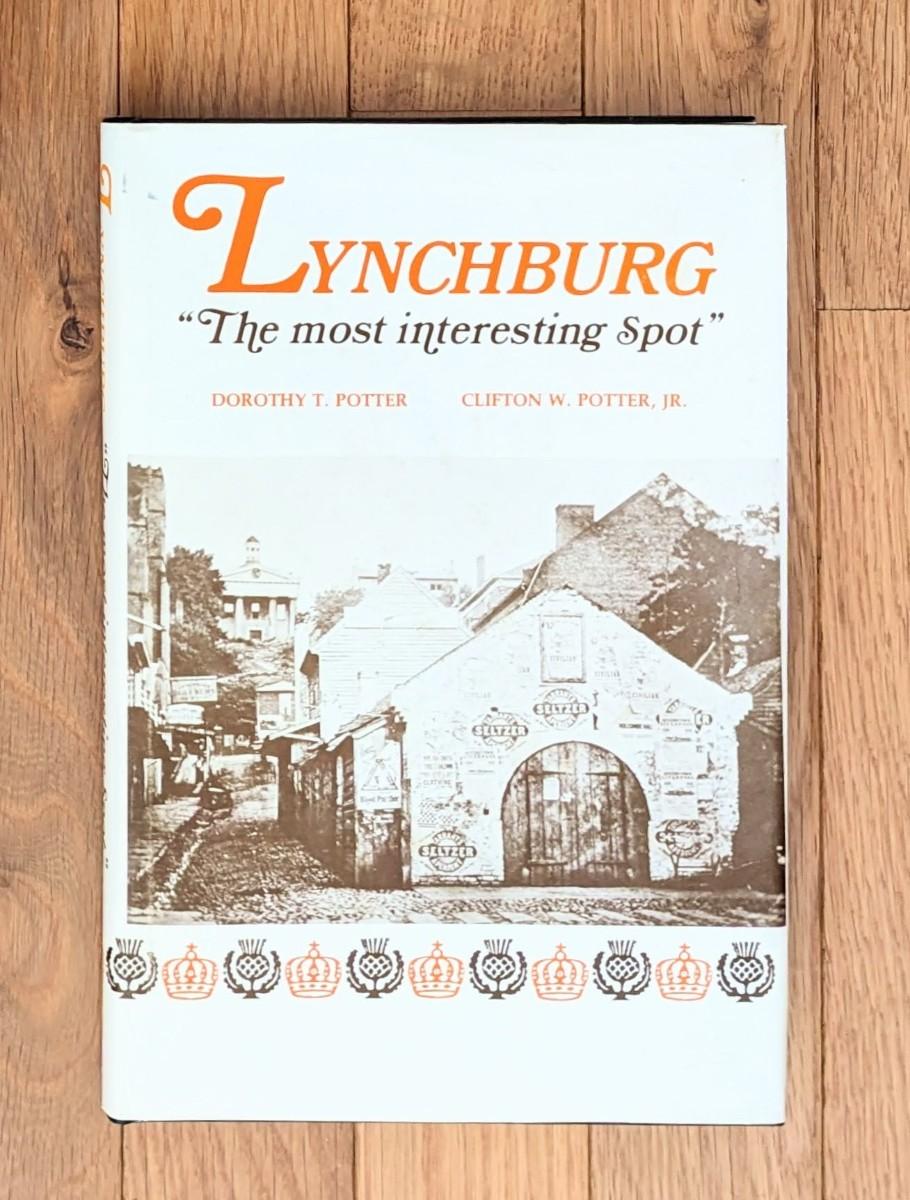 LYNCHBURG
“The most interesting Spot”
DOROTHY T. POTTER CLIFTON W. POTTER, JR.
SELTZER
SELTZER
SELTZER